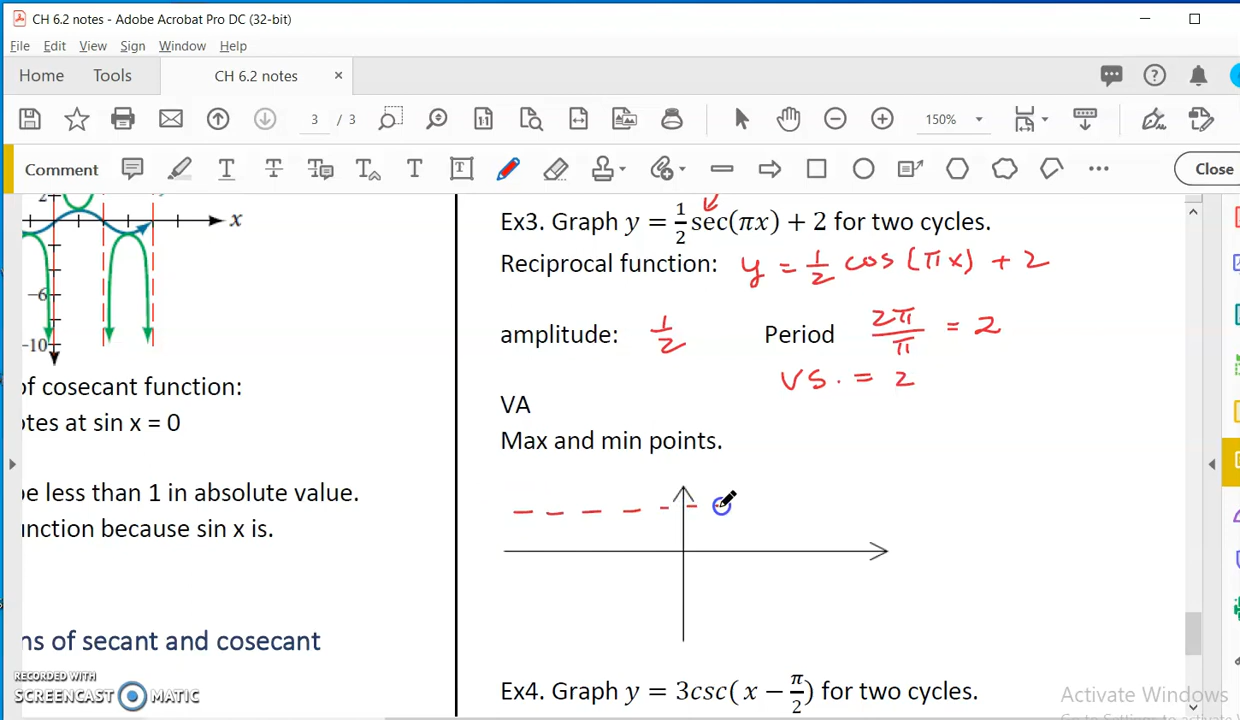 CH 6.2 notes - Adobe Acrobat Pro DC (32-bit)
File Edit View Sign Window Help
Home Tools CH 6.2 notes ×
3 / 3 150%
Comment Close
2
x
-6
-10
of cosecant function:
otes at sin x = 0
be less than 1 in absolute value.
unction because sin x is.
ns of secant and cosecant
Ex3. Graph y = 1/2 sec(πx) + 2 for two cycles.
Reciprocal function: y = 1/2 cos (πx) + 2
amplitude: 1/2 Period 2π/π = 2
VS. = 2
VA
Max and min points.
Ex4. Graph y = 3csc( x − π/2) for two cycles.
RECORDED WITH
SCREENCAST MATIC
Activate Windows